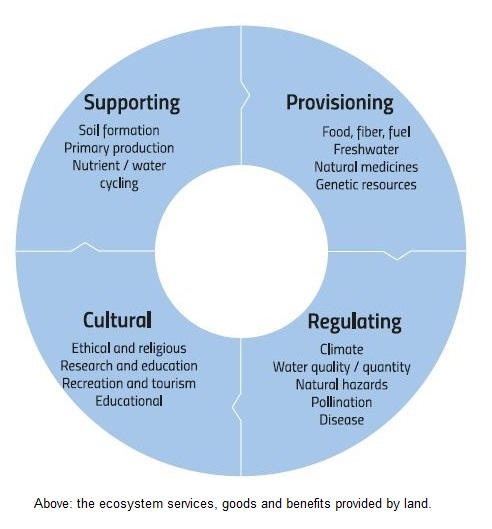 Supporting
Soil formation
Primary production
Nutrient / water
cycling
Provisioning
Food, fiber, fuel
Freshwater
Natural medicines
Genetic resources
Cultural
Ethical and religious
Research and education
Recreation and tourism
Educational
Regulating
Climate
Water quality / quantity
Natural hazards
Pollination
Disease
Above: the ecosystem services, goods and benefits provided by land.